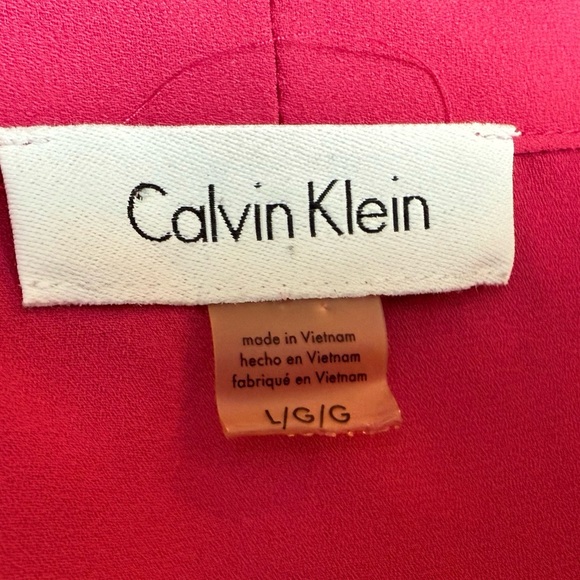 Calvin Klein
made in Vietnam
hecho en Vietnam
fabriqué en Vietnam
L/G/G